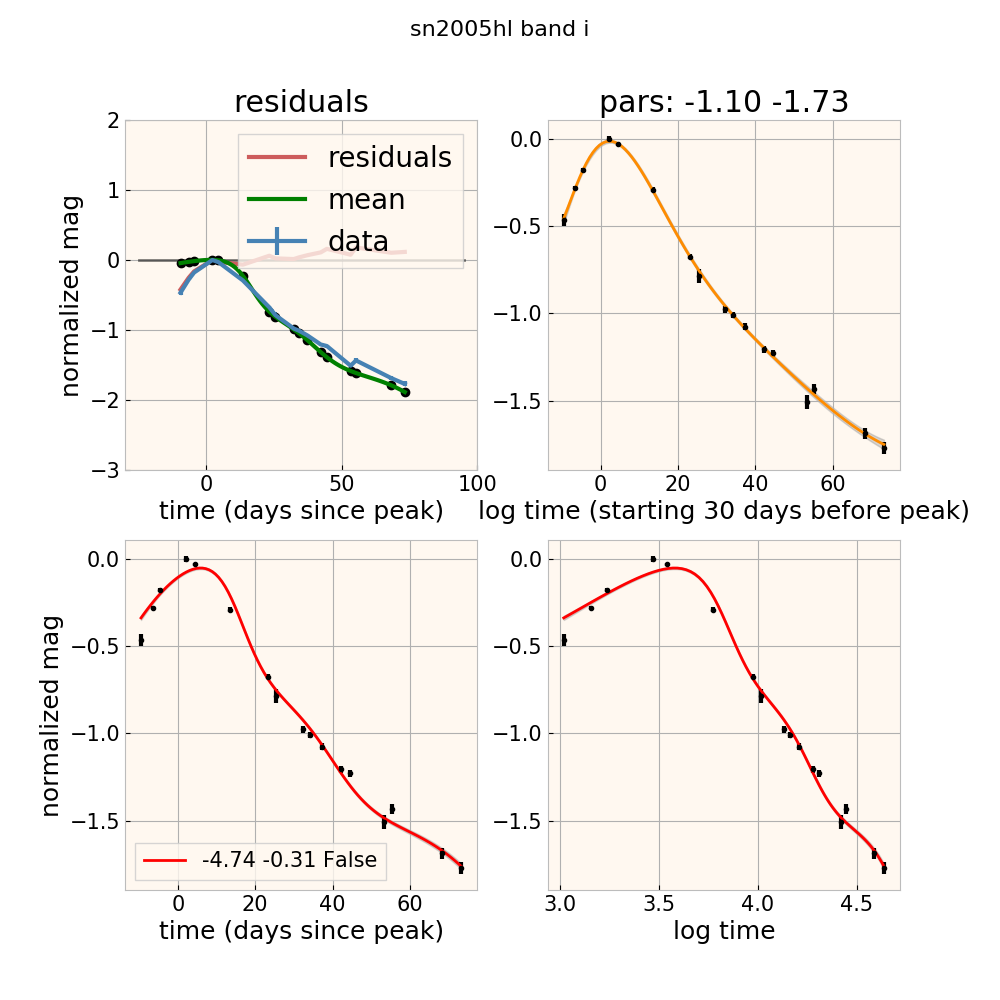 sn2005hl band i
residuals
pars: -1.10 -1.73
normalized mag
2
1
0
−1
−2
−3
residuals
mean
data
0
50
100
time (days since peak)
0.0
−0.5
−1.0
−1.5
0
20
40
60
log time (starting 30 days before peak)
normalized mag
0.0
−0.5
−1.0
−1.5
-4.74 -0.31 False
0
20
40
60
time (days since peak)
0.0
−0.5
−1.0
−1.5
3.0
3.5
4.0
4.5
log time